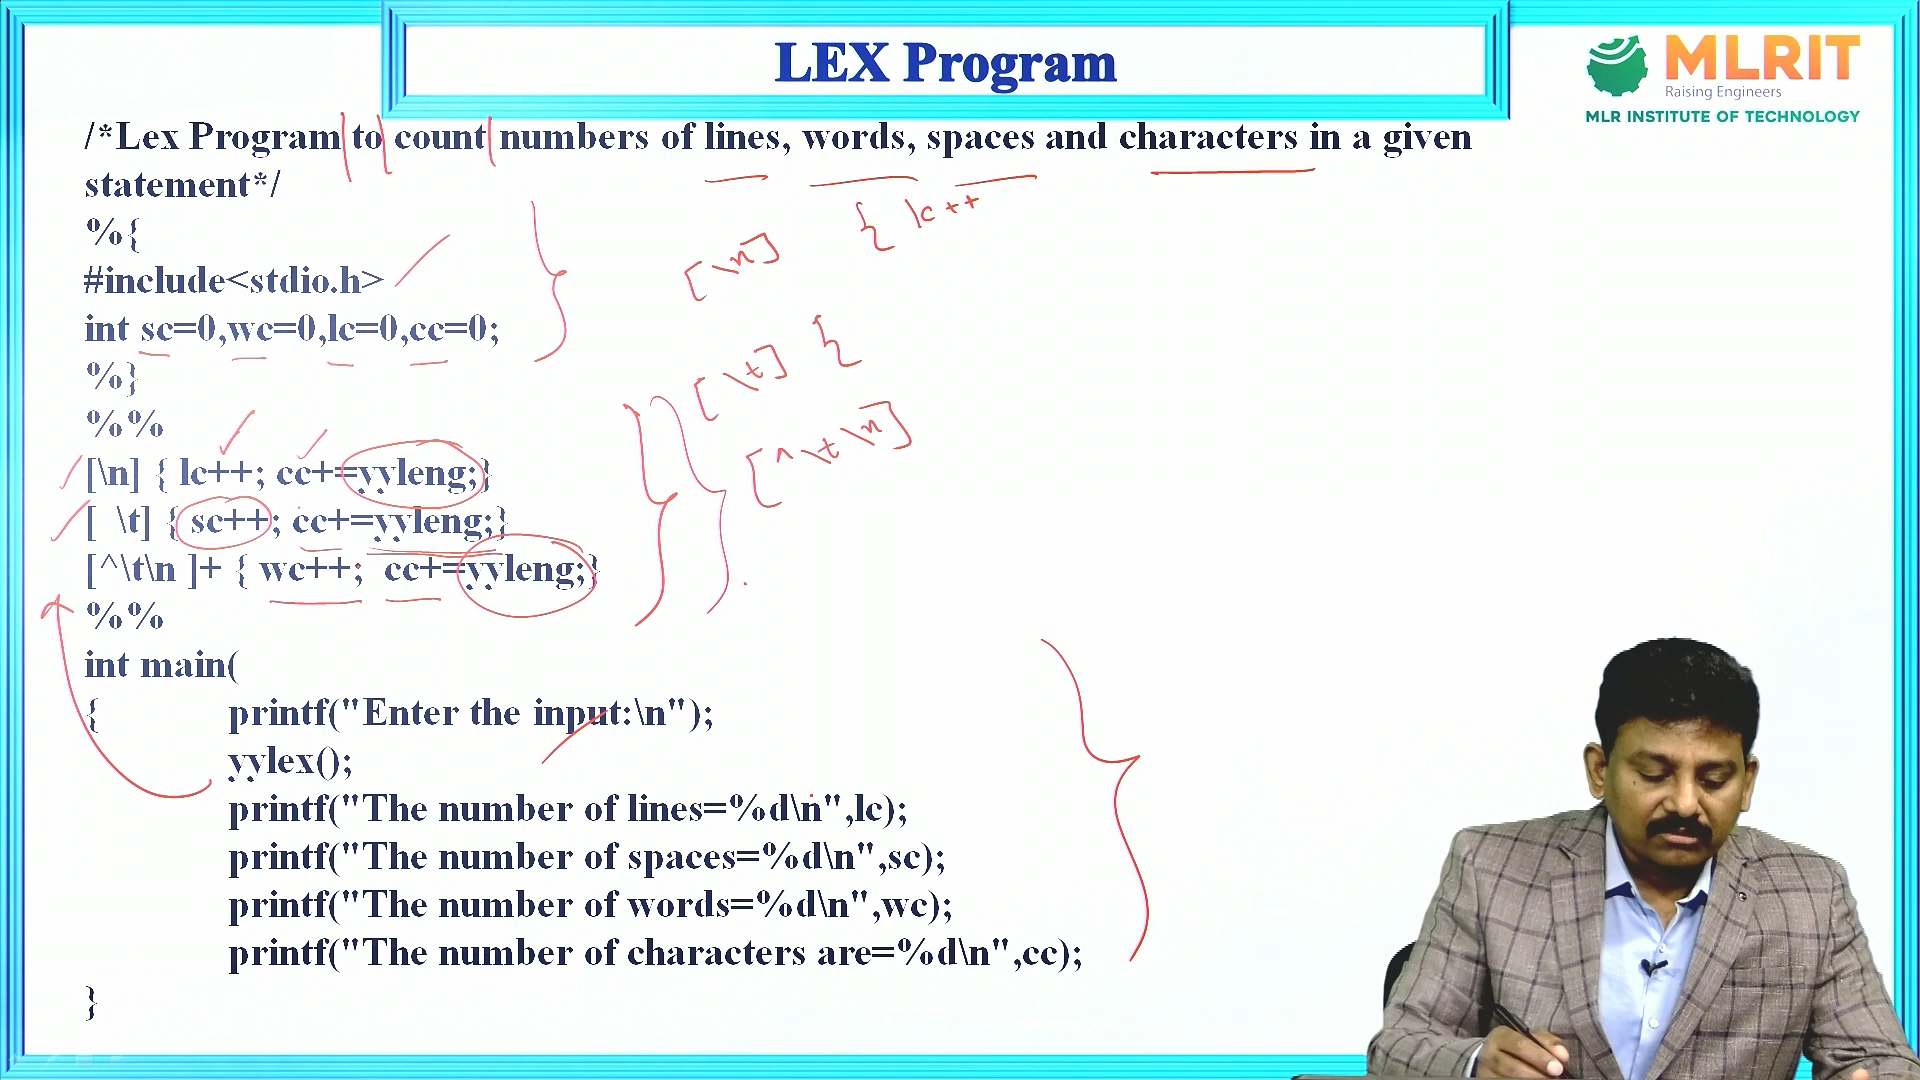 LEX Program
MLRIT
Raising Engineers
MLR INSTITUTE OF TECHNOLOGY
/*Lex Program to count numbers of lines, words, spaces and characters in a given
statement*/
%{
#include<stdio.h>
int sc=0,wc=0,lc=0,cc=0;
%}
%%
[\n] { lc++; cc+=yyleng;}
[  \t] { sc++; cc+=yyleng;}
[^\t\n ]+ { wc++;  cc+=yyleng;}
%%
int main(
{ printf("Enter the input:\n");
yylex();
printf("The number of lines=%d\n",lc);
printf("The number of spaces=%d\n",sc);
printf("The number of words=%d\n",wc);
printf("The number of characters are=%d\n",cc);
}
[\n] { lc++
[\t] {
[^\t\n]